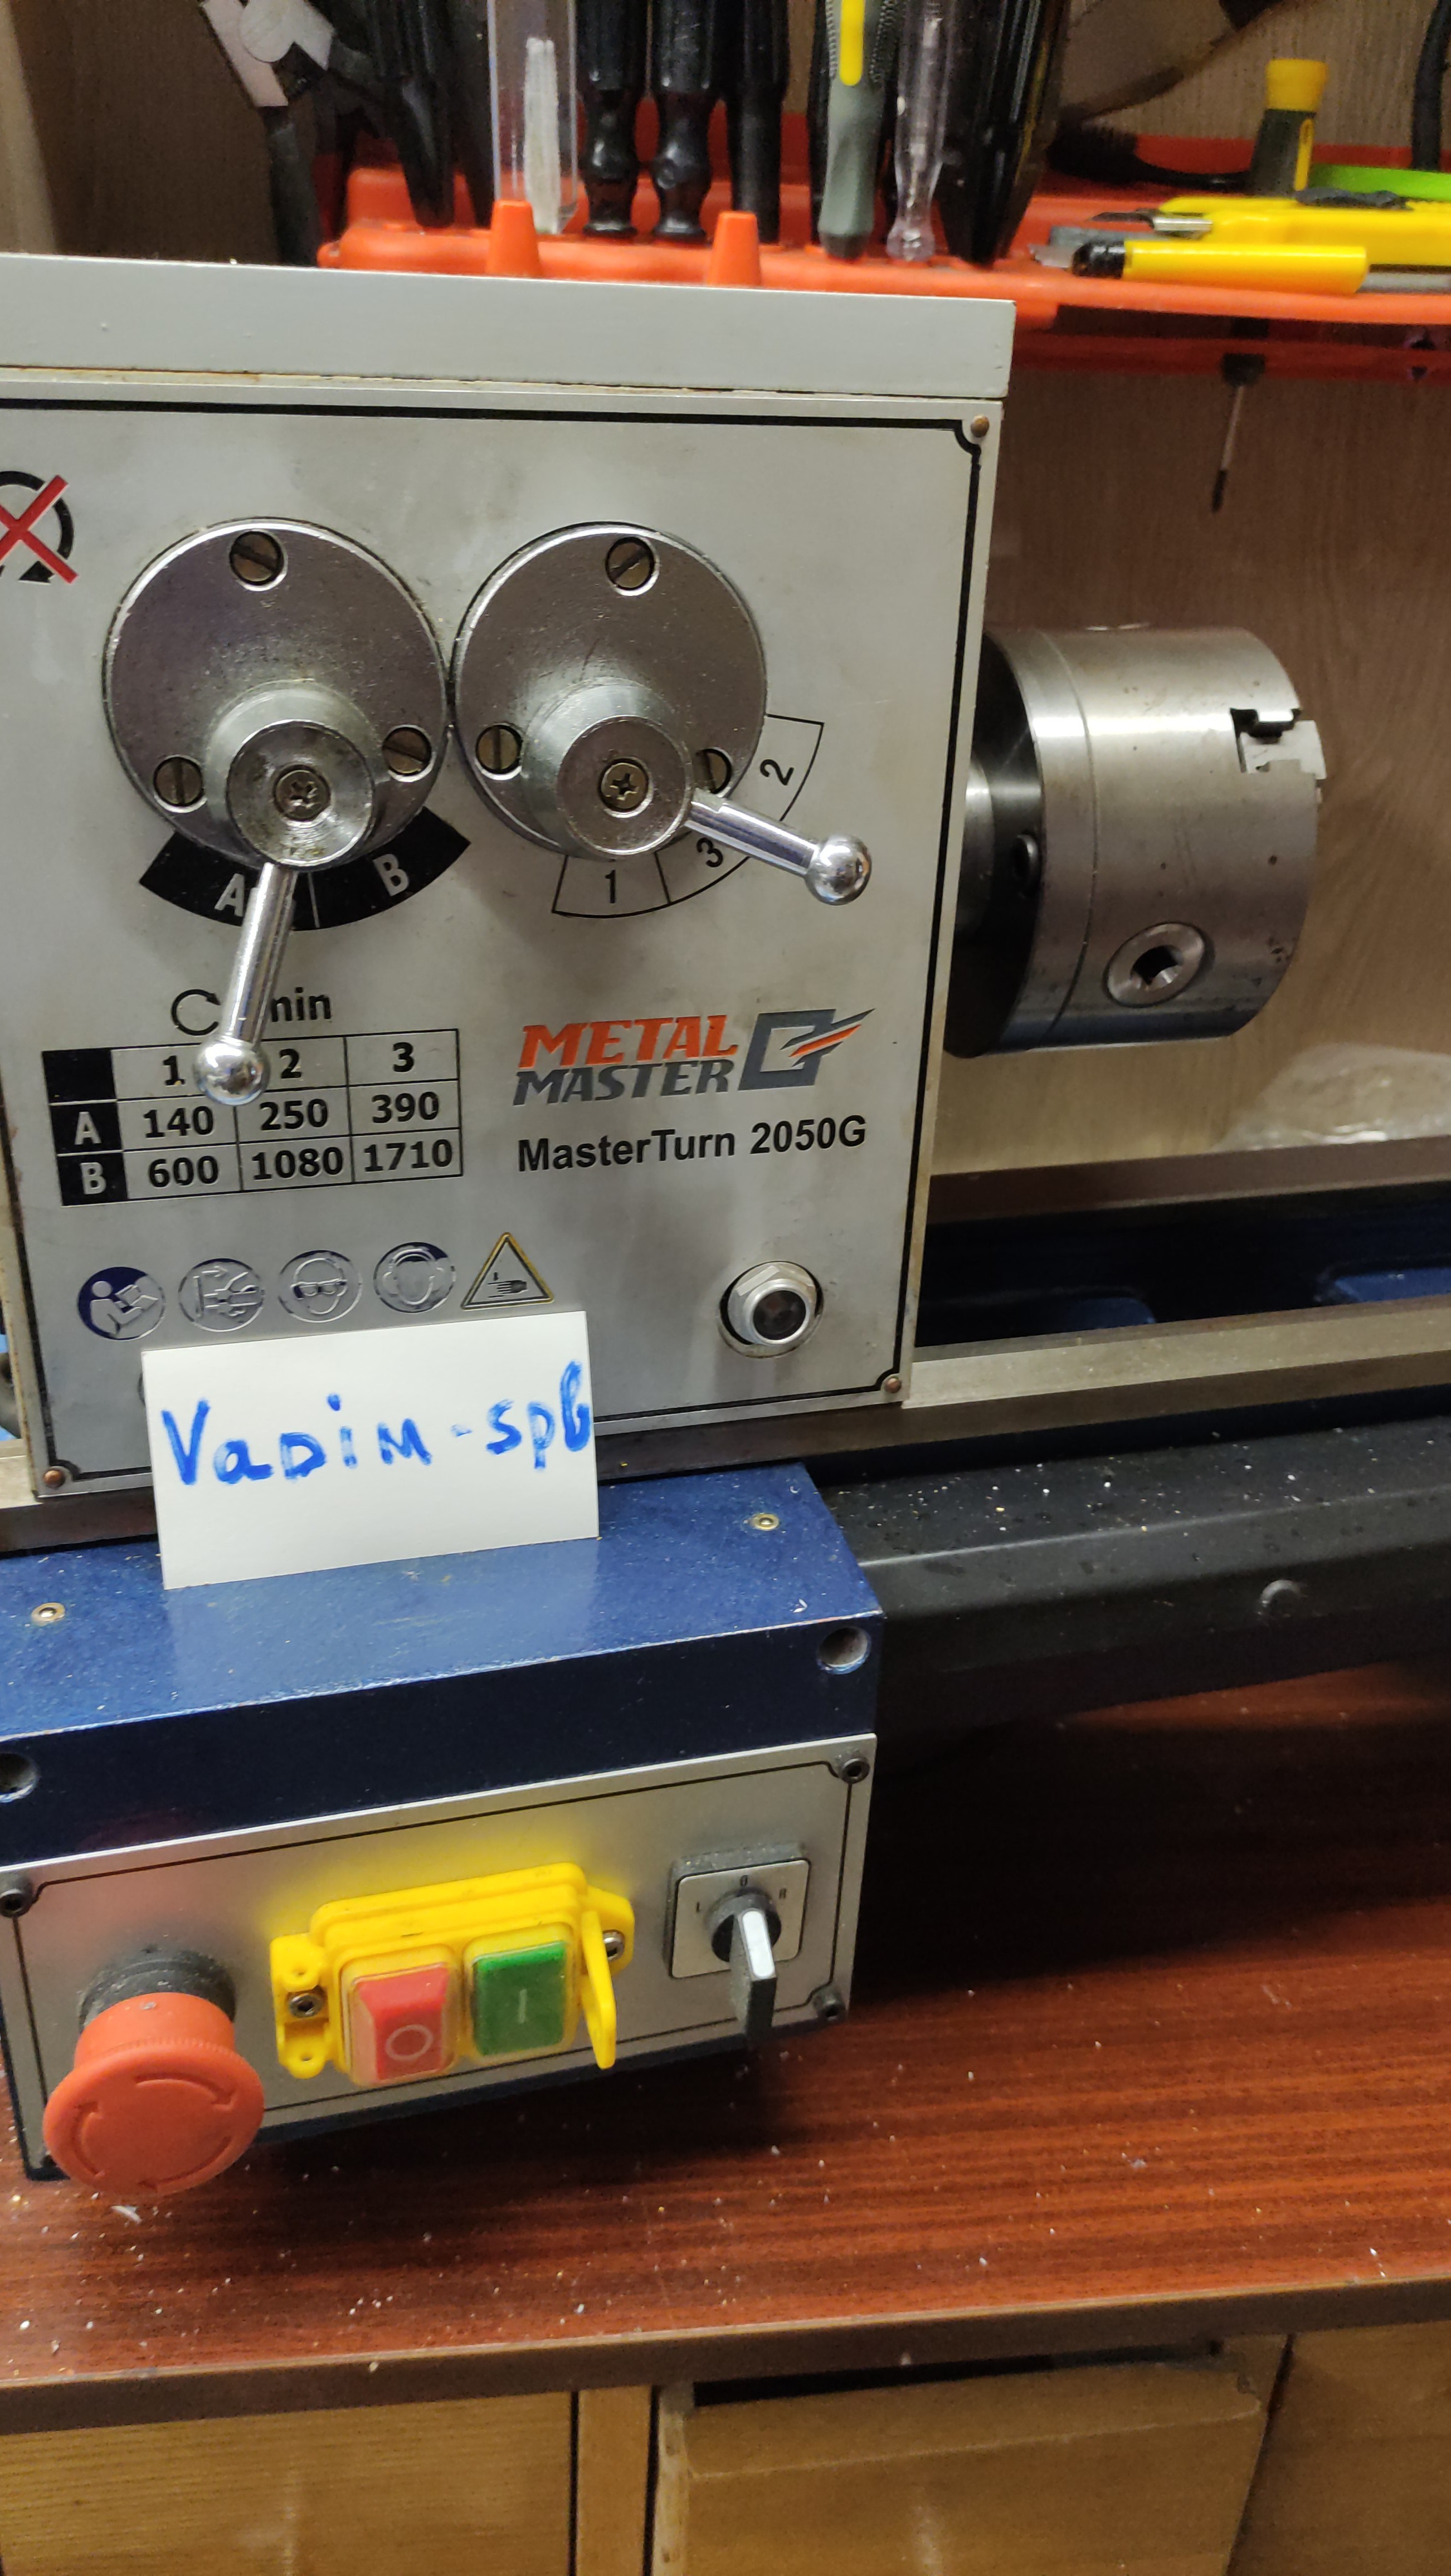 A B
2
3
1
min
1 2 3
A 140 250 390
B 600 1080 1710
METAL
MASTER
MasterTurn 2050G
Vadim-spb
L 0 R
O I